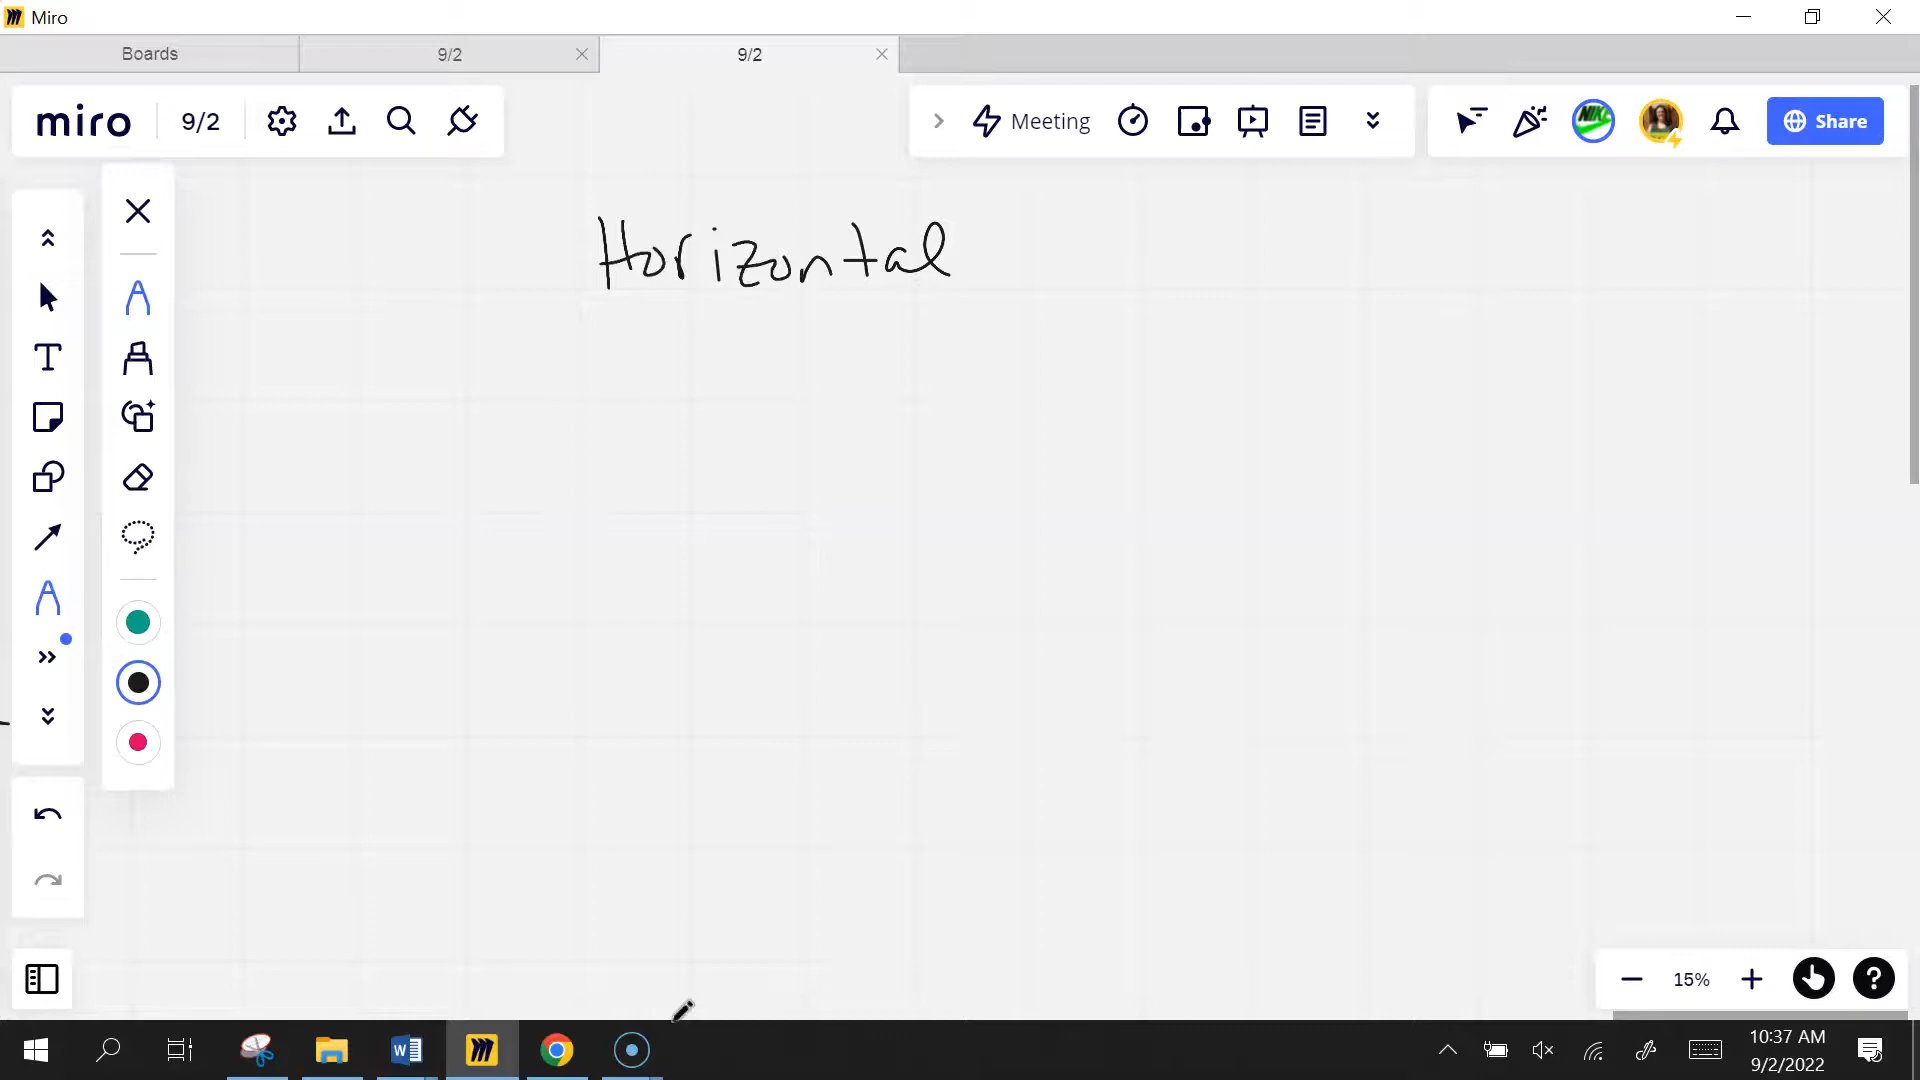 Miro
Boards
9/2
9/2
miro
9/2
Meeting
NIKE
Share
Horizontal
15%
10:37 AM
9/2/2022